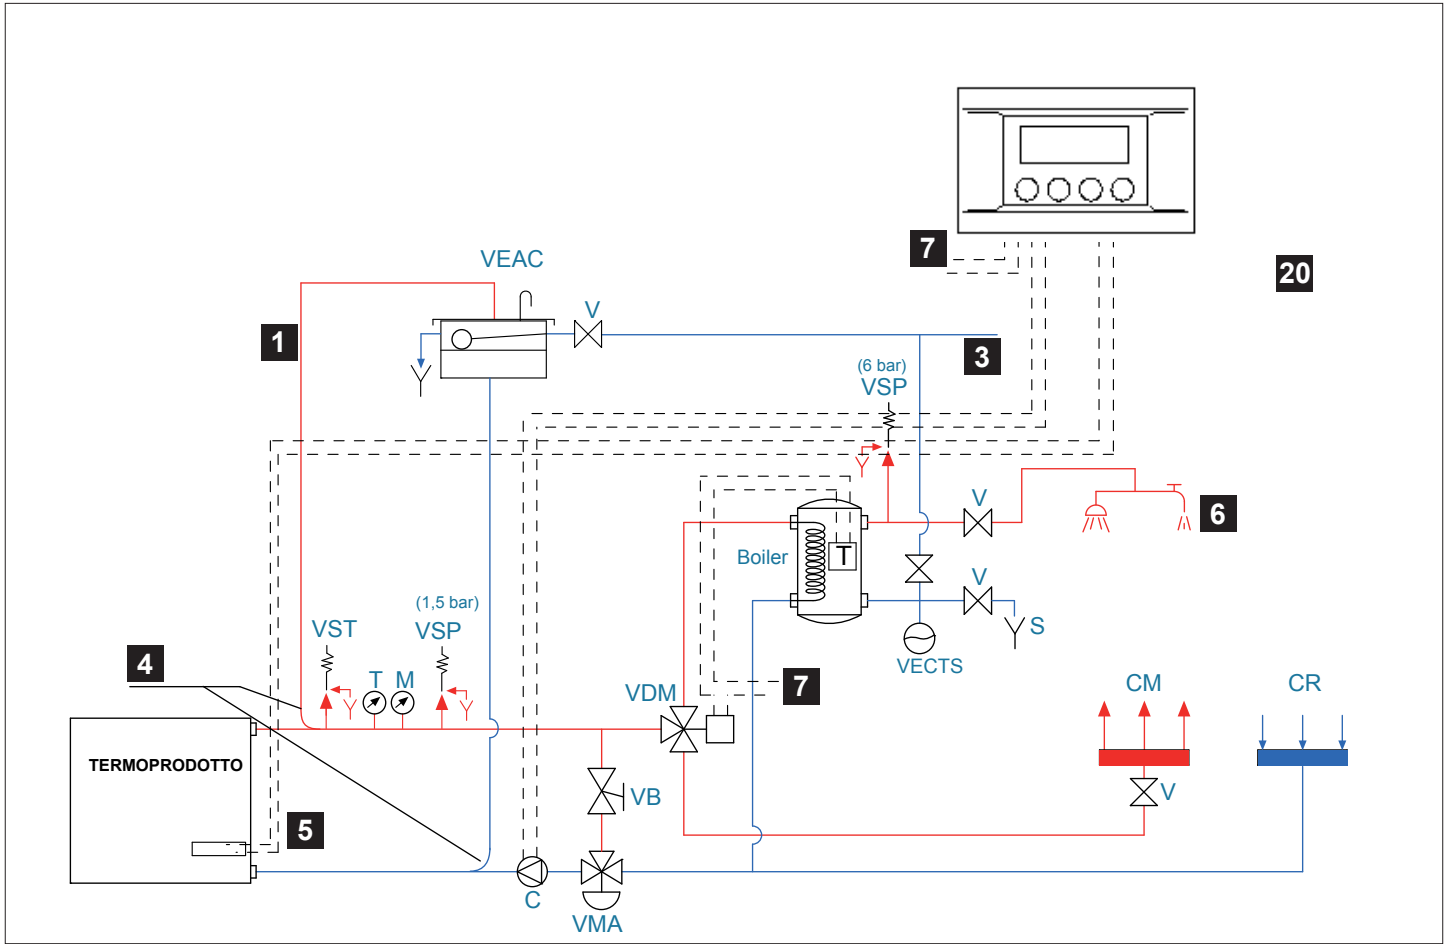 7
20
VEAC
V
1
3
(6 bar)
VSP
V
6
Boiler
T
V
S
(1,5 bar)
VST
VSP
VECTS
4
T
M
7
VDM
CM
CR
TERMOPRODOTTO
VB
V
5
C
VMA